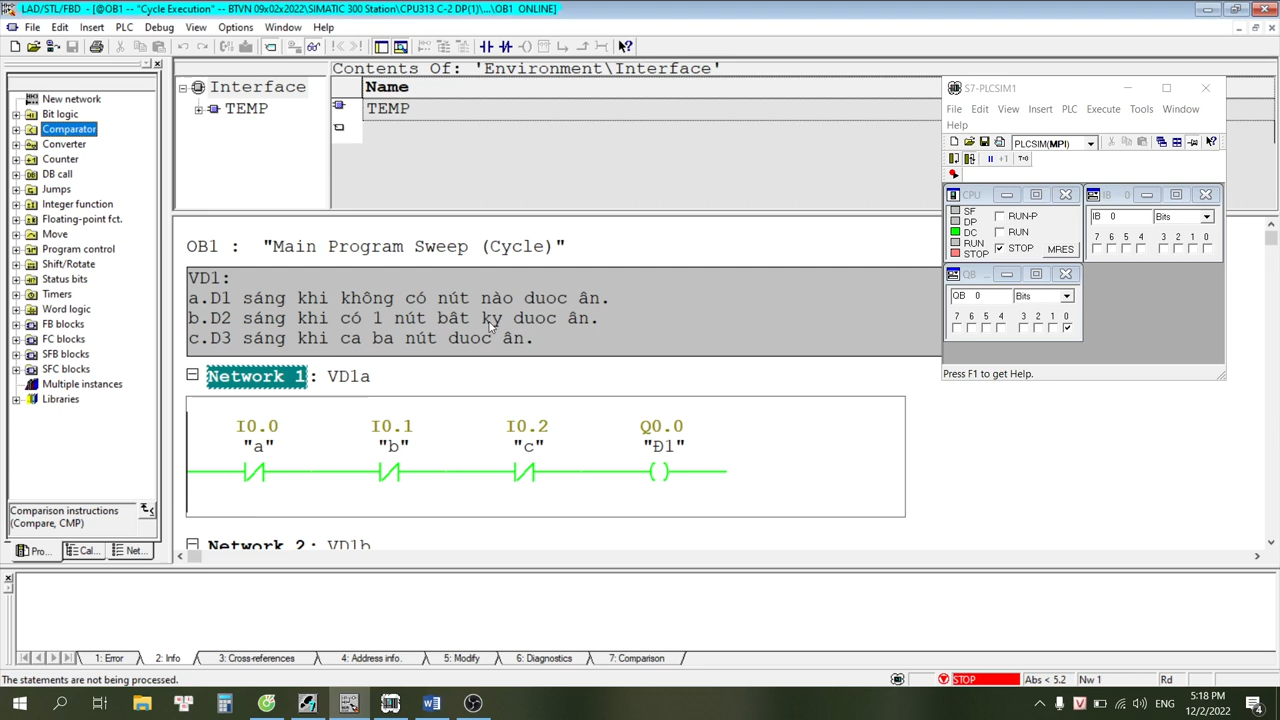 LAD/STL/FBD - [@OB1 -- "Cycle Execution" -- BTVN 09x02x2022\SIMATIC 300 Station\CPU313 C-2 DP(1)\...\OB1 ONLINE]
File Edit Insert PLC Debug View Options Window Help
New network
Bit logic
Comparator
Converter
Counter
DB call
Jumps
Integer function
Floating-point fct.
Move
Program control
Shift/Rotate
Status bits
Timers
Word logic
FB blocks
FC blocks
SFB blocks
SFC blocks
Multiple instances
Libraries
Comparison instructions
(Compare, CMP)
Pro... Cal... Net...
Interface
TEMP
Contents Of: 'Environment\Interface'
Name
TEMP
OB1 : "Main Program Sweep (Cycle)"
VD1:
a.D1 sáng khi không có nút nào duoc ân.
b.D2 sáng khi có 1 nút bât ky duoc ân.
c.D3 sáng khi ca ba nút duoc ân.
Network 1: VD1a
I0.0 I0.1 I0.2 Q0.0
"a" "b" "c" "Đ1"
Network 2: VD1b
S7-PLCSIM1
File Edit View Insert PLC Execute Tools Window
Help
PLCSIM(MPI)
+1 T=0
CPU
SF
DP
DC
RUN
STOP
RUN-P
RUN
STOP
MRES
IB 0
IB 0 Bits
7 6 5 4 3 2 1 0
QB ...
QB 0 Bits
7 6 5 4 3 2 1 0
Press F1 to get Help.
1: Error 2: Info 3: Cross-references 4: Address info. 5: Modify 6: Diagnostics 7: Comparison
The statements are not being processed.
STOP Abs < 5.2 Nw 1 Rd
V
5:18 PM
12/2/2022
4